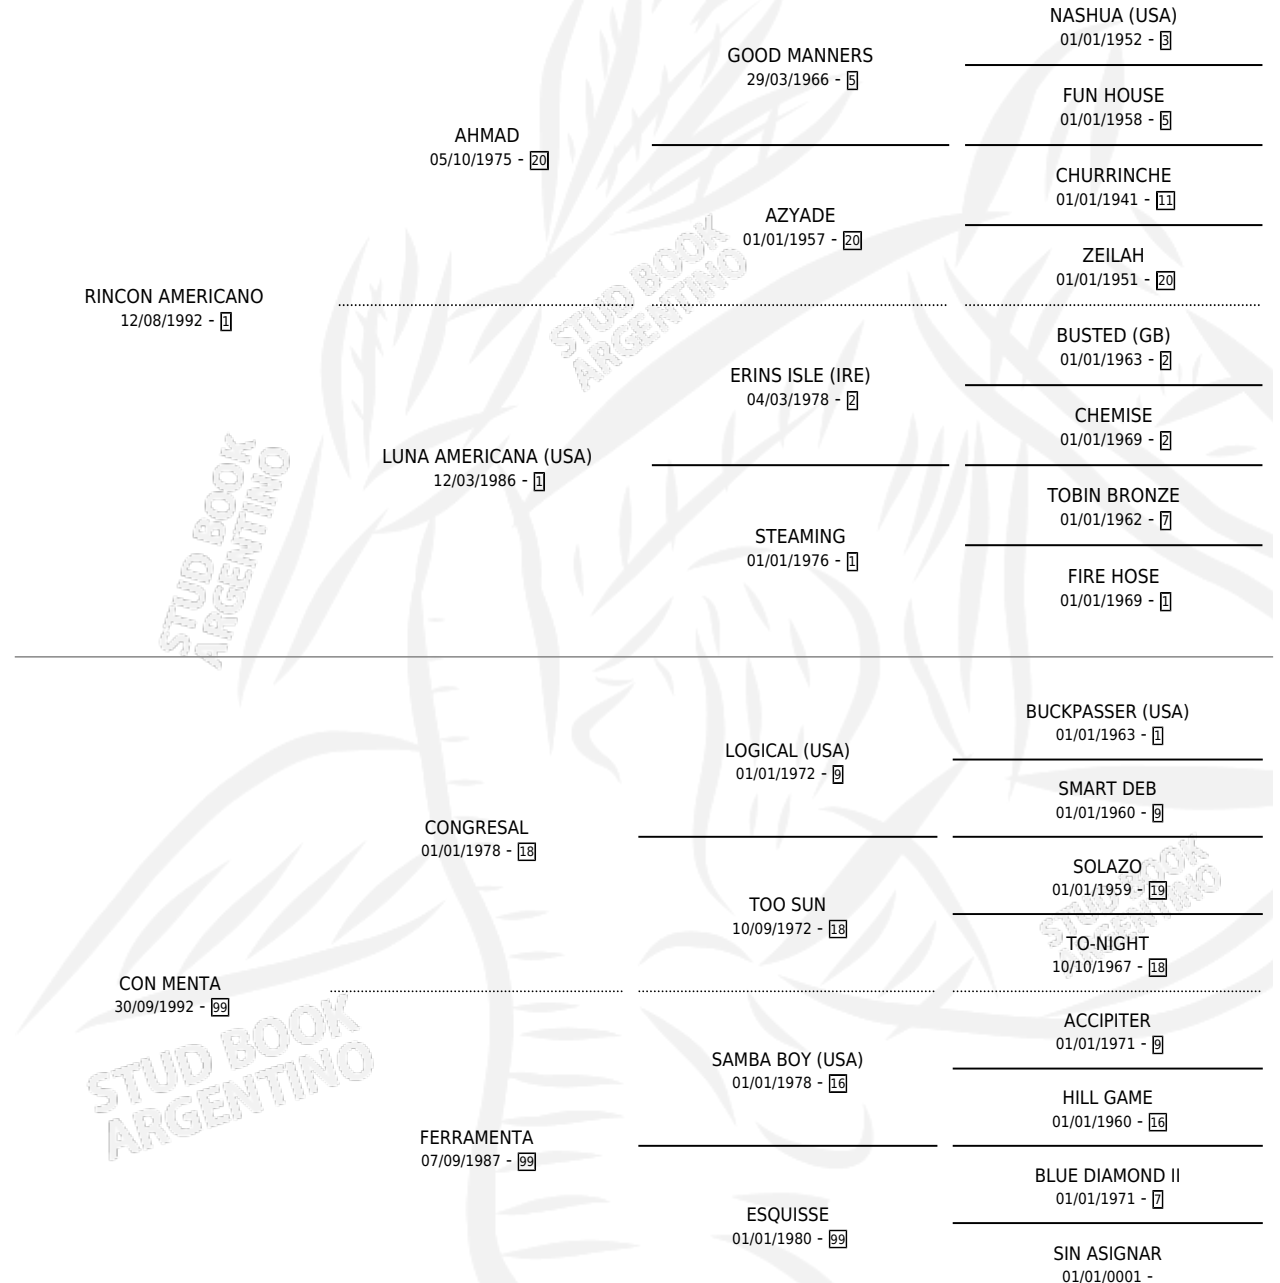 NASHUA (USA)
01/01/1952 - 3
GOOD MANNERS
29/03/1966 - 5
FUN HOUSE
01/01/1958 - 5
AHMAD
05/10/1975 - 20
CHURRINCHE
01/01/1941 - 11
AZYADE
01/01/1957 - 20
ZEILAH
01/01/1951 - 20
RINCON AMERICANO
12/08/1992 - 1
BUSTED (GB)
01/01/1963 - 2
ERINS ISLE (IRE)
04/03/1978 - 2
CHEMISE
01/01/1969 - 2
LUNA AMERICANA (USA)
12/03/1986 - 1
TOBIN BRONZE
01/01/1962 - 7
STEAMING
01/01/1976 - 1
FIRE HOSE
01/01/1969 - 1
BUCKPASSER (USA)
01/01/1963 - 1
LOGICAL (USA)
01/01/1972 - 9
SMART DEB
01/01/1960 - 9
CONGRESAL
01/01/1978 - 18
SOLAZO
01/01/1959 - 19
TOO SUN
10/09/1972 - 18
TO-NIGHT
10/10/1967 - 18
CON MENTA
30/09/1992 - 99
ACCIPITER
01/01/1971 - 9
SAMBA BOY (USA)
01/01/1978 - 16
HILL GAME
01/01/1960 - 16
FERRAMENTA
07/09/1987 - 99
BLUE DIAMOND II
01/01/1971 - 7
ESQUISSE
01/01/1980 - 99
SIN ASIGNAR
01/01/0001 -
STUD BOOK
ARGENTINO
STUD BOOK
ARGENTINO
STUD BOOK
ARGENTINO
STUD BOOK
ARGENTINO